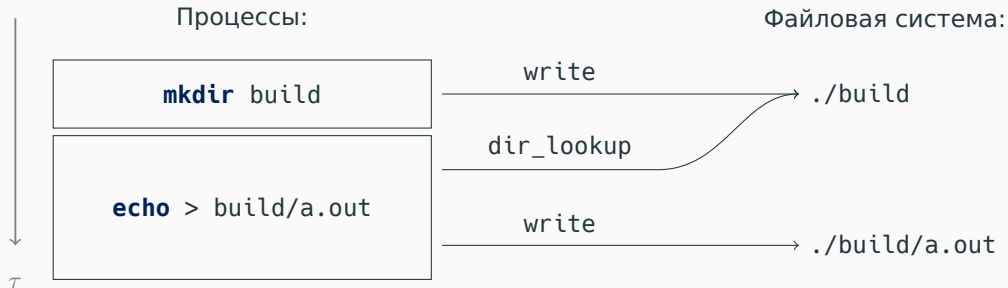 Процессы:
Файловая система:
mkdir build
write
./build
dir_lookup
echo > build/a.out
write
./build/a.out
τ